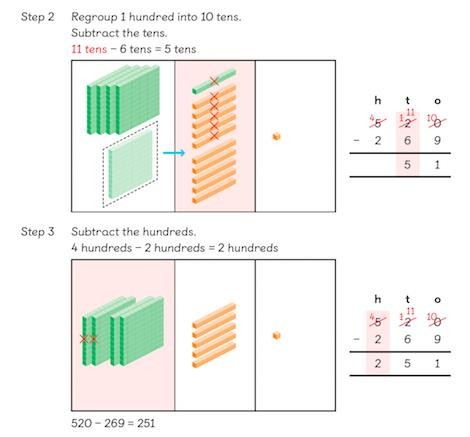 Step 2 Regroup 1 hundred into 10 tens.
Subtract the tens.
11 tens – 6 tens = 5 tens
h t o
4 1 11 10
5 2 0
– 2 6 9
5 1
Step 3 Subtract the hundreds.
4 hundreds – 2 hundreds = 2 hundreds
h t o
4 1 11 10
5 2 0
– 2 6 9
2 5 1
520 – 269 = 251